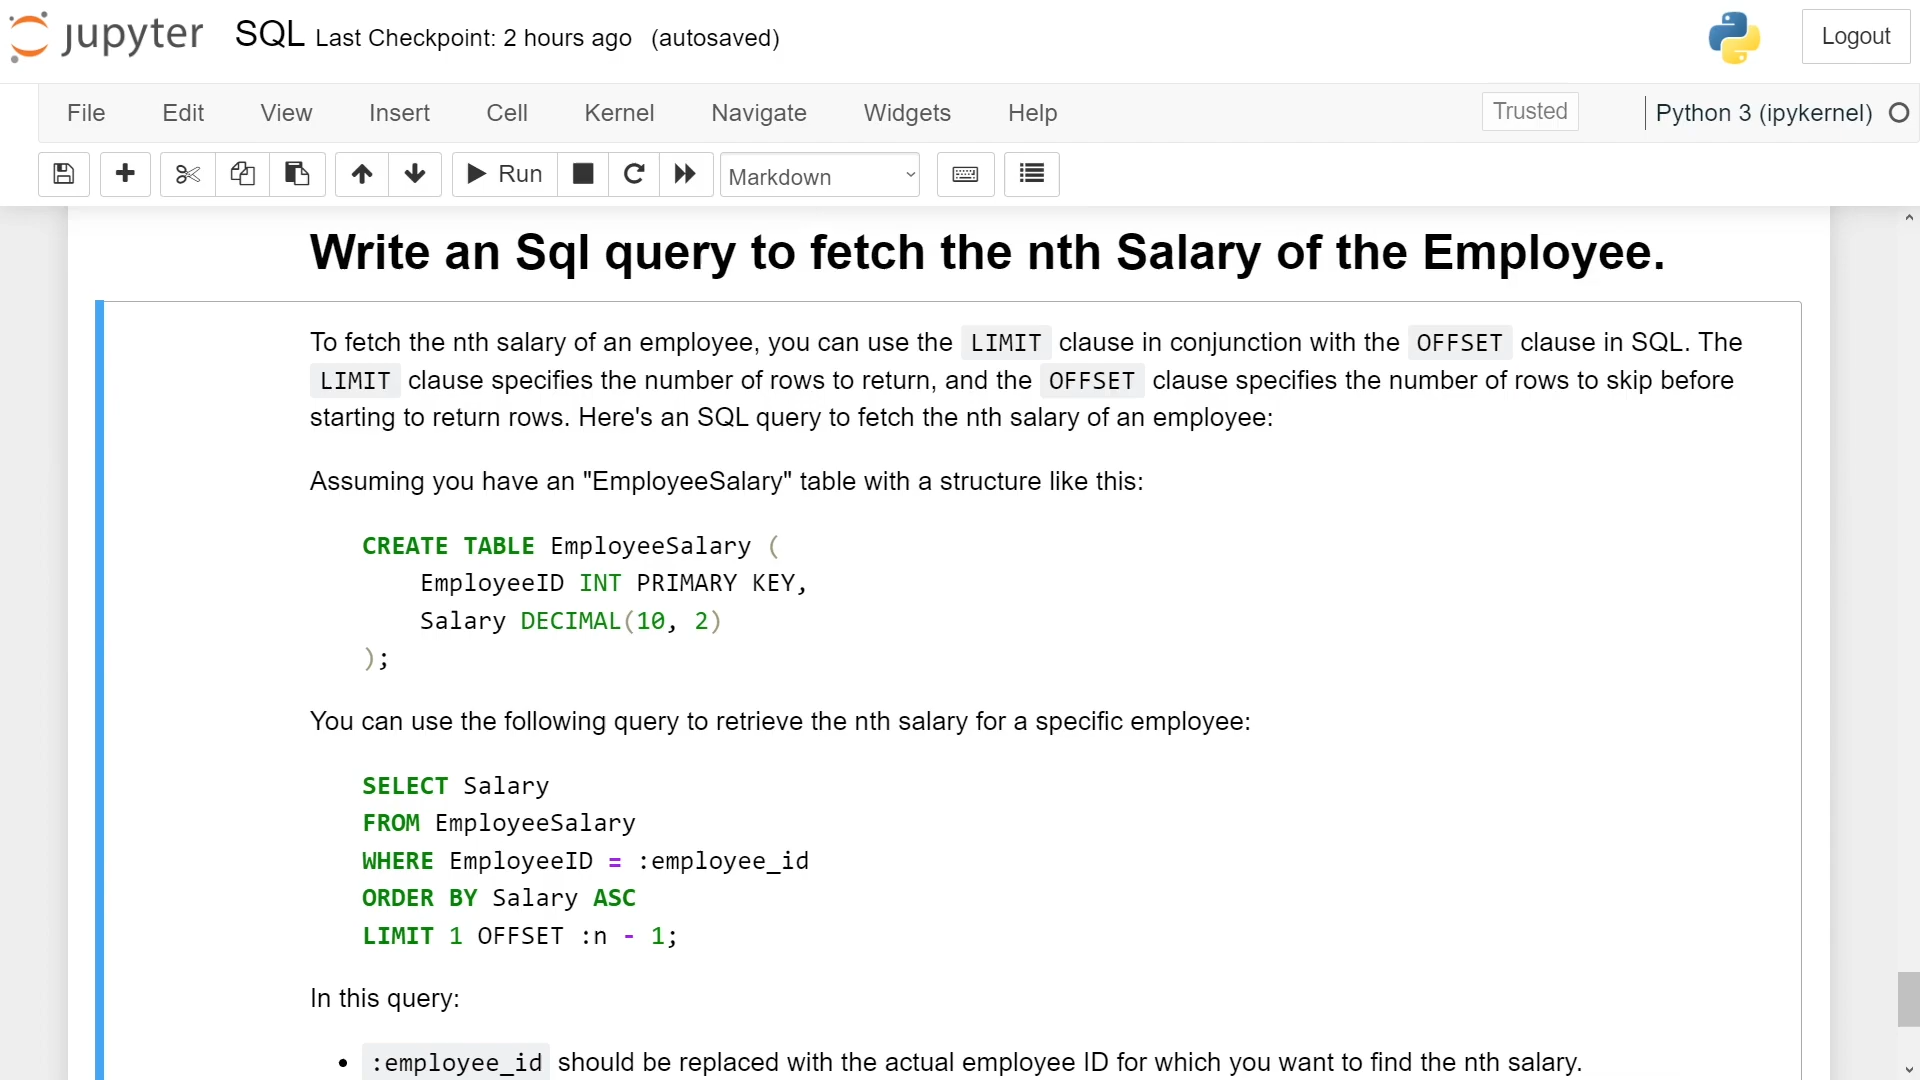 jupyter SQL Last Checkpoint: 2 hours ago (autosaved) Logout
File Edit View Insert Cell Kernel Navigate Widgets Help Trusted Python 3 (ipykernel)
Run Markdown
Write an Sql query to fetch the nth Salary of the Employee.
To fetch the nth salary of an employee, you can use the LIMIT clause in conjunction with the OFFSET clause in SQL. The
LIMIT clause specifies the number of rows to return, and the OFFSET clause specifies the number of rows to skip before
starting to return rows. Here's an SQL query to fetch the nth salary of an employee:
Assuming you have an "EmployeeSalary" table with a structure like this:
CREATE TABLE EmployeeSalary (
    EmployeeID INT PRIMARY KEY,
    Salary DECIMAL(10, 2)
);
You can use the following query to retrieve the nth salary for a specific employee:
SELECT Salary
FROM EmployeeSalary
WHERE EmployeeID = :employee_id
ORDER BY Salary ASC
LIMIT 1 OFFSET :n - 1;
In this query:
• :employee_id should be replaced with the actual employee ID for which you want to find the nth salary.